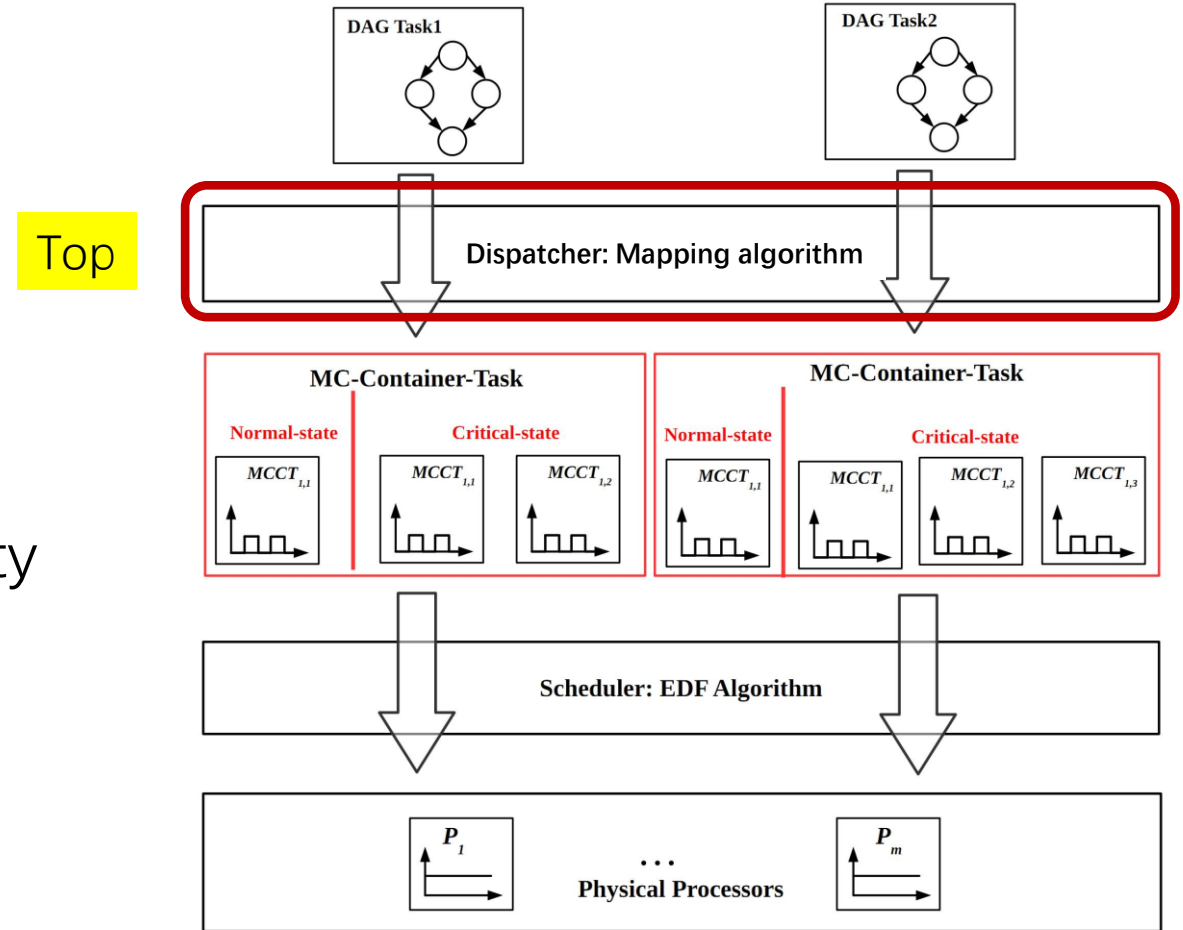 DAG Task1
DAG Task2
Top
Dispatcher: Mapping algorithm
MC-Container-Task
MC-Container-Task
Normal-state
Critical-state
Normal-state
Critical-state
MCCT1,1
MCCT1,1
MCCT1,2
MCCT1,1
MCCT1,1
MCCT1,2
MCCT1,3
ty
Scheduler: EDF Algorithm
P1
...
Pm
Physical Processors